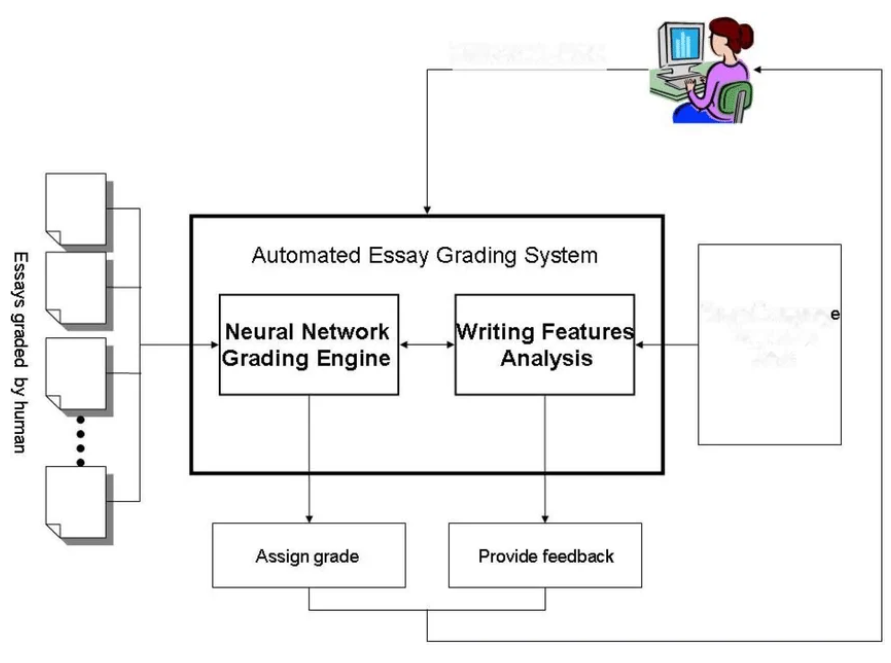 Automated Essay Grading System
Essays graded by human
Neural Network
Grading Engine
Writing Features
Analysis
Assign grade
Provide feedback